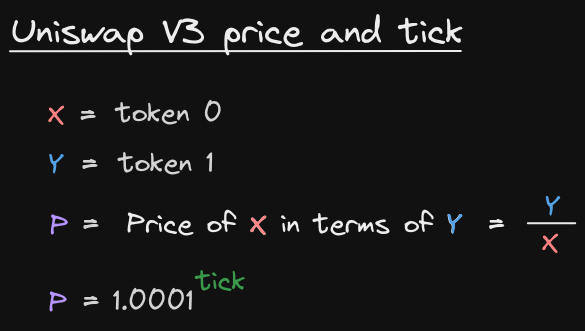 Uniswap V3 price and tick
X = token 0
Y = token 1
P = Price of X in terms of Y = Y / X
P = 1.0001^tick